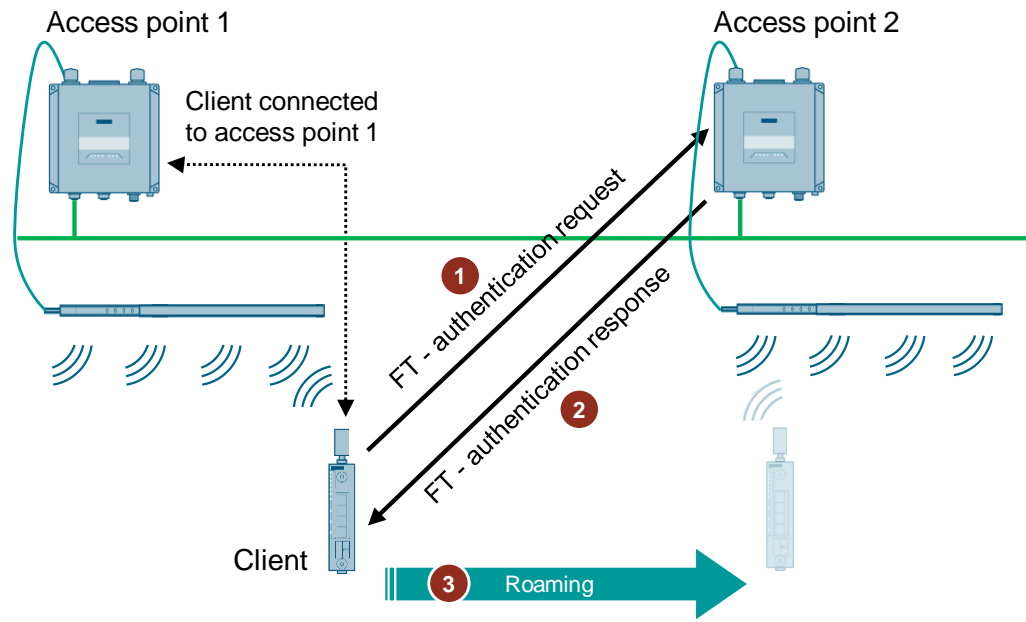 Access point 1
Access point 2
Client connected
to access point 1
1
FT - authentication request
FT - authentication response
2
Client
3
Roaming